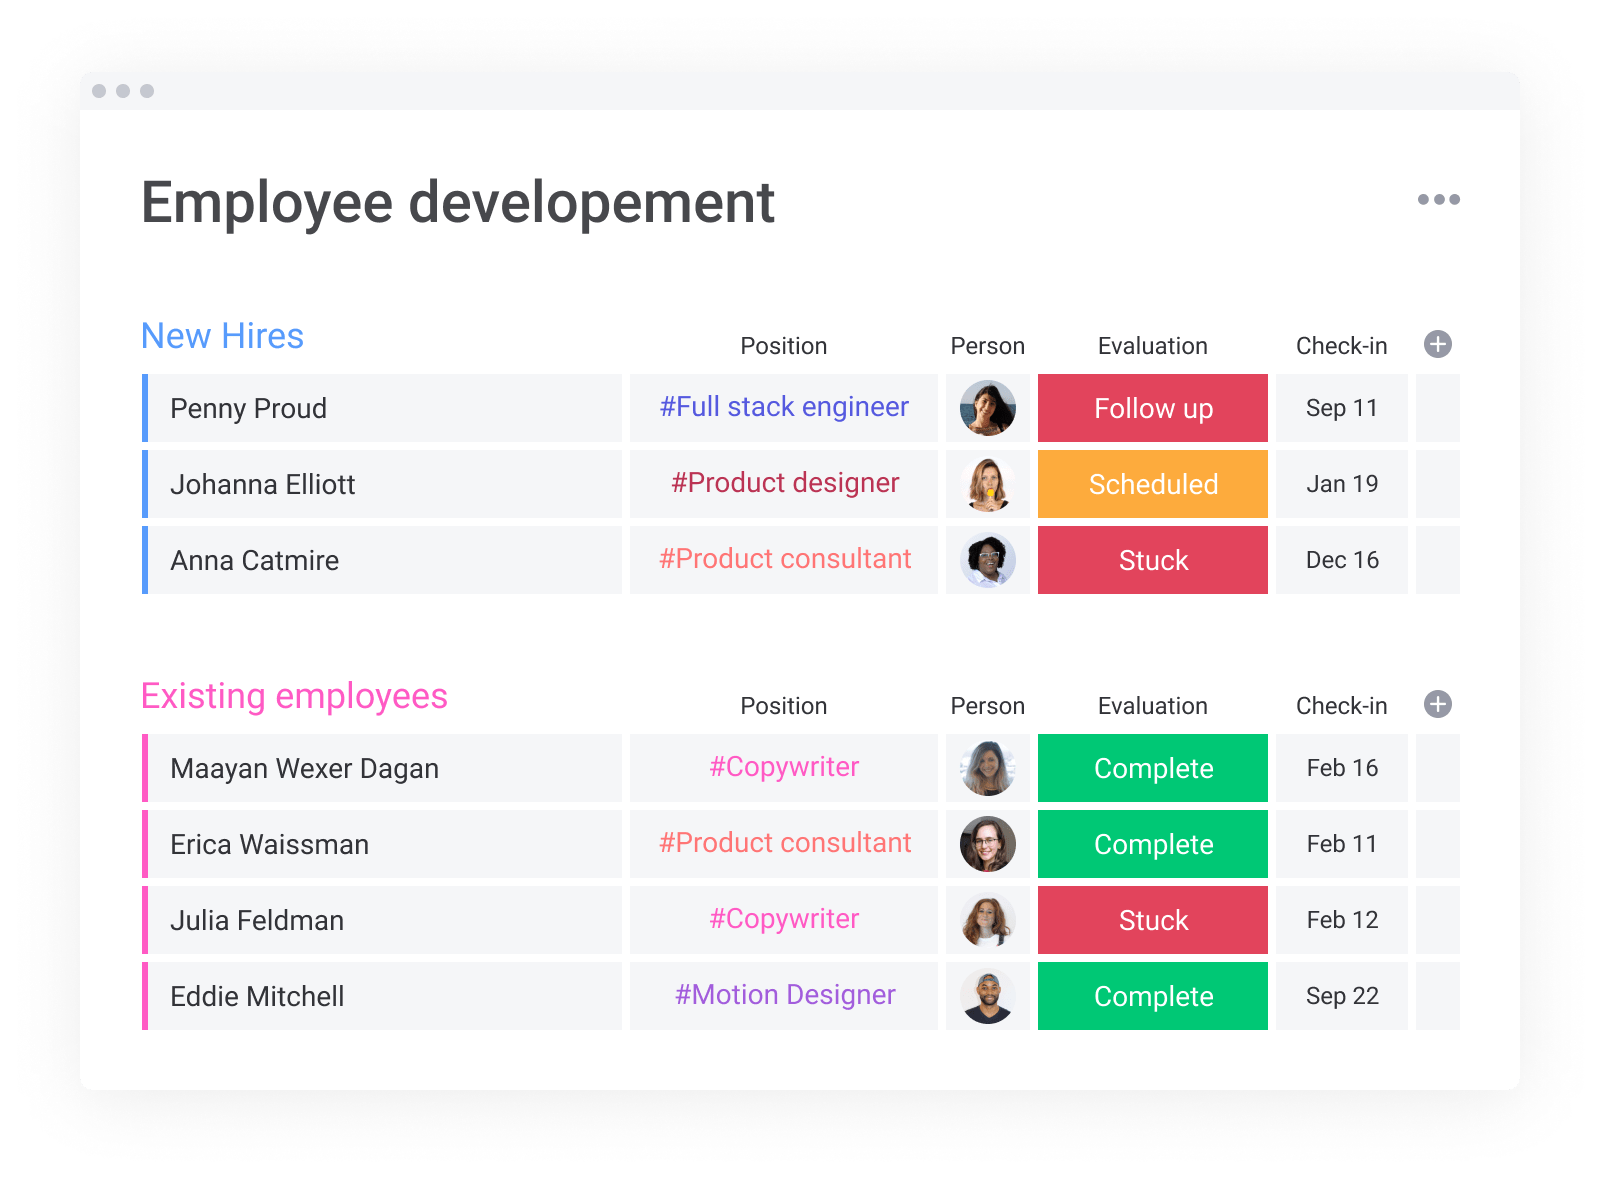 Employee developement
New Hires Position Person Evaluation Check-in
Penny Proud #Full stack engineer Follow up Sep 11
Johanna Elliott #Product designer Scheduled Jan 19
Anna Catmire #Product consultant Stuck Dec 16
Existing employees Position Person Evaluation Check-in
Maayan Wexer Dagan #Copywriter Complete Feb 16
Erica Waissman #Product consultant Complete Feb 11
Julia Feldman #Copywriter Stuck Feb 12
Eddie Mitchell #Motion Designer Complete Sep 22